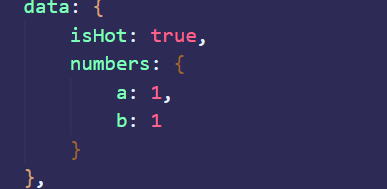 data: {
isHot: true,
numbers: {
a: 1,
b: 1
}
},